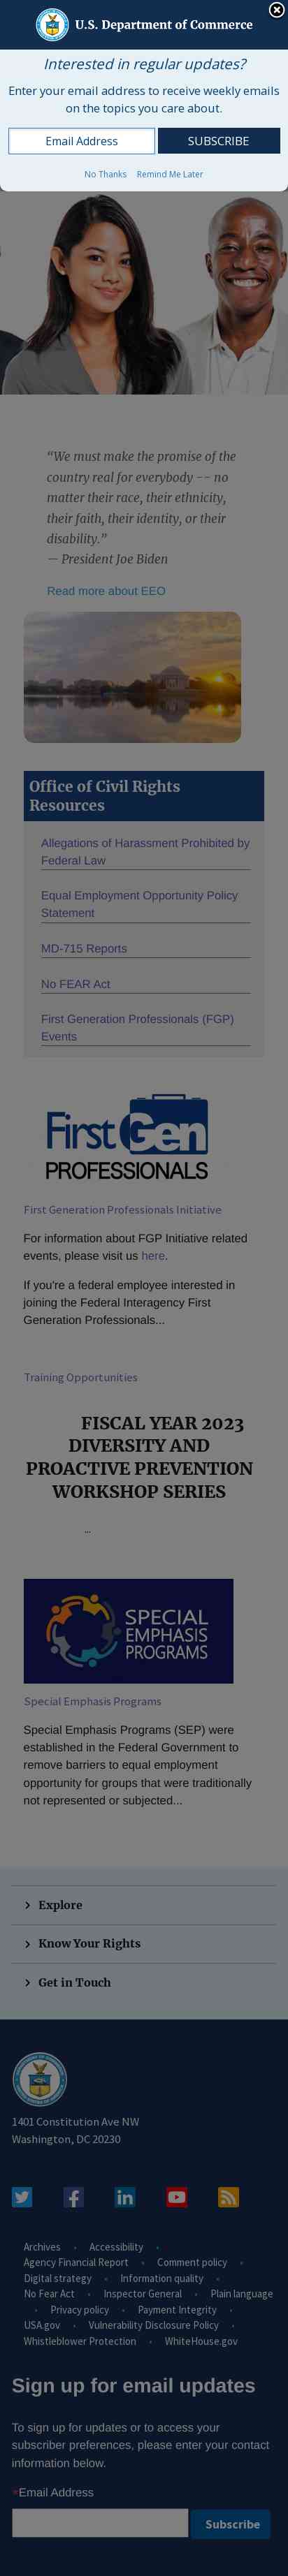 U.S. Department of Commerce
Interested in regular updates?
Enter your email address to receive weekly emails
on the topics you care about.
Email Address
SUBSCRIBE
No Thanks Remind Me Later
“We must make the promise of the
country real for everybody -- no
matter their race, their ethnicity,
their faith, their identity, or their
disability.”
— President Joe Biden
Read more about EEO
Office of Civil Rights
Resources
Allegations of Harassment Prohibited by
Federal Law
Equal Employment Opportunity Policy
Statement
MD-715 Reports
No FEAR Act
First Generation Professionals (FGP)
Events
FirstGen
PROFESSIONALS
First Generation Professionals Initiative
For information about FGP Initiative related
events, please visit us here.
If you're a federal employee interested in
joining the Federal Interagency First
Generation Professionals...
Training Opportunities
FISCAL YEAR 2023
DIVERSITY AND
PROACTIVE PREVENTION
WORKSHOP SERIES
...
SPECIAL
EMPHASIS
PROGRAMS
Special Emphasis Programs
Special Emphasis Programs (SEP) were
established in the Federal Government to
remove barriers to equal employment
opportunity for groups that were traditionally
not represented or subjected...
Explore
Know Your Rights
Get in Touch
1401 Constitution Ave NW
Washington, DC 20230
Archives • Accessibility •
Agency Financial Report • Comment policy •
Digital strategy • Information quality •
No Fear Act • Inspector General • Plain language
• Privacy policy • Payment Integrity •
USA.gov • Vulnerability Disclosure Policy •
Whistleblower Protection • WhiteHouse.gov
Sign up for email updates
To sign up for updates or to access your
subscriber preferences, please enter your contact
information below.
*Email Address
Subscribe